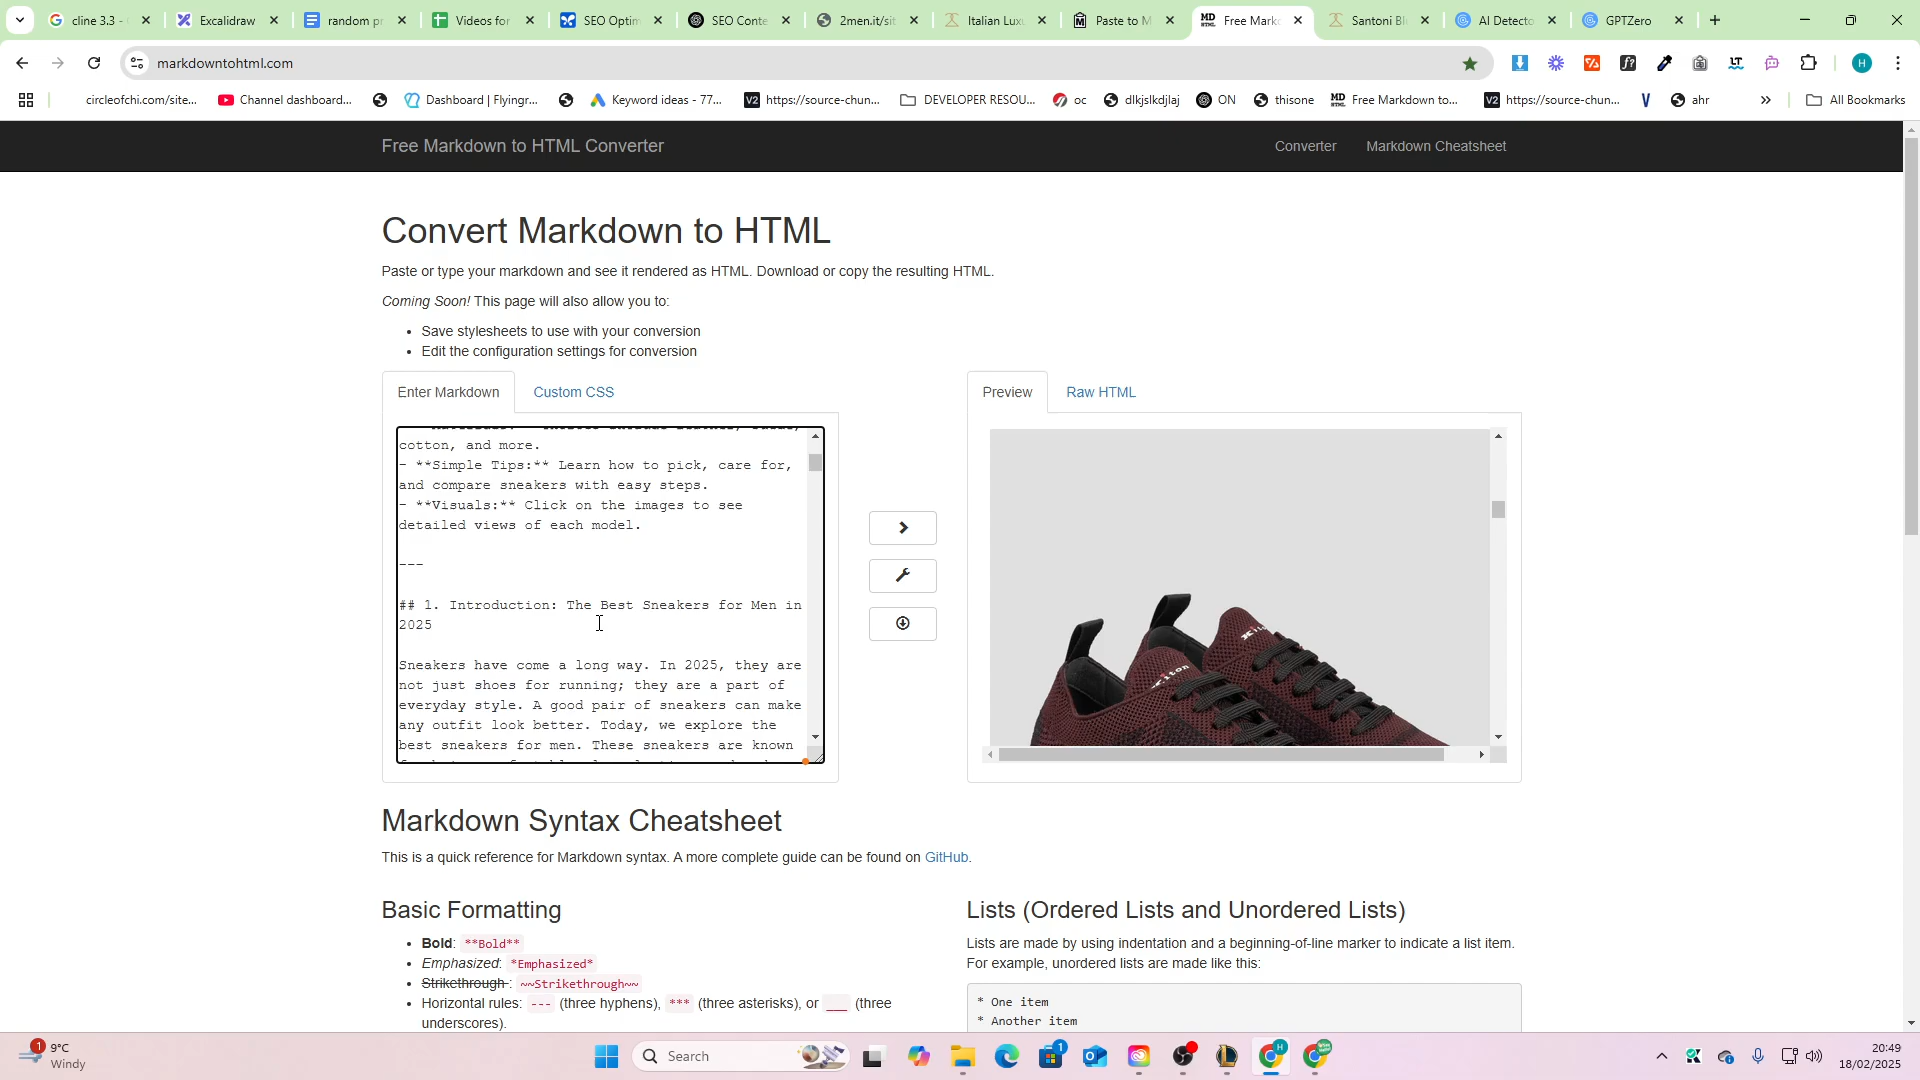 cline 3.3 -
Excalidraw
random pr
Videos for
SEO Optim
SEO Conte
2men.it/sit
Italian Lux
Paste to M
Free Mark
Santoni Bl
AI Detecto
GPTZero
markdowntohtml.com
circleofchi.com/site...
Channel dashboard...
Dashboard | Flyingr...
Keyword ideas - 77...
https://source-chun...
DEVELOPER RESOU...
oc
dlkjslkdjlaj
ON
thisone
Free Markdown to...
https://source-chun...
ahr
All Bookmarks
Free Markdown to HTML Converter
Converter
Markdown Cheatsheet
Convert Markdown to HTML
Paste or type your markdown and see it rendered as HTML. Download or copy the resulting HTML.
Coming Soon! This page will also allow you to:
• Save stylesheets to use with your conversion
• Edit the configuration settings for conversion
Enter Markdown
Custom CSS
Preview
Raw HTML
cotton, and more.
- **Simple Tips:** Learn how to pick, care for,
and compare sneakers with easy steps.
- **Visuals:** Click on the images to see
detailed views of each model.
---
## 1. Introduction: The Best Sneakers for Men in
2025
Sneakers have come a long way. In 2025, they are
not just shoes for running; they are a part of
everyday style. A good pair of sneakers can make
any outfit look better. Today, we explore the
best sneakers for men. These sneakers are known
Kiton
Markdown Syntax Cheatsheet
This is a quick reference for Markdown syntax. A more complete guide can be found on GitHub.
Basic Formatting
• Bold: **Bold**
• Emphasized: *Emphasized*
• Strikethrough: ~~Strikethrough~~
• Horizontal rules: --- (three hyphens), *** (three asterisks), or ___ (three
underscores).
Lists (Ordered Lists and Unordered Lists)
Lists are made by using indentation and a beginning-of-line marker to indicate a list item.
For example, unordered lists are made like this:
* One item
* Another item
1
9°C
Windy
Search
20:49
18/02/2025